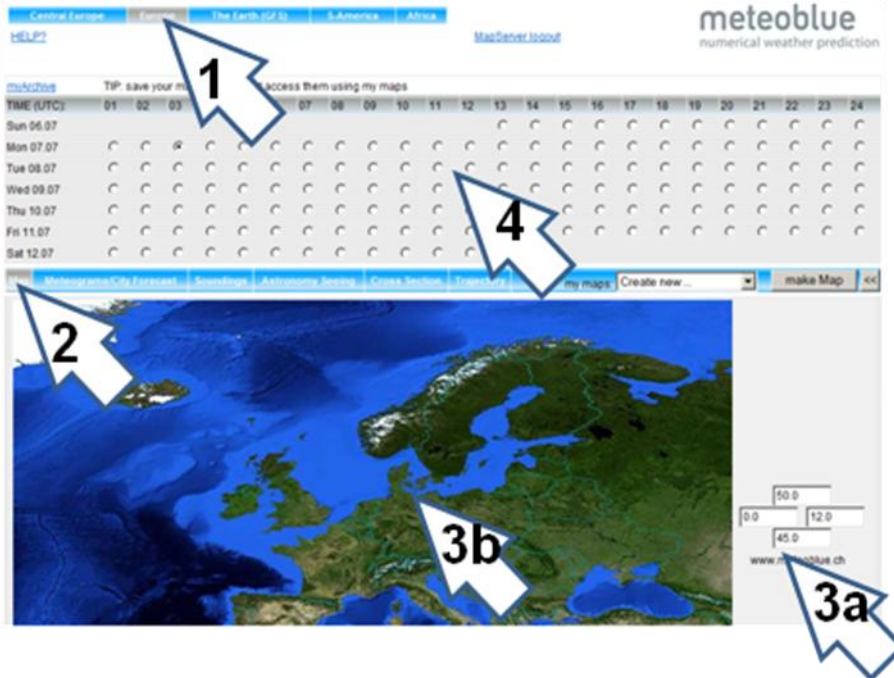 Central Europe Europe The Earth (GFS) S-America Africa
HELP? MapServer logout
meteoblue
numerical weather prediction
myArchive TIP: save your access them using my maps
TIME (UTC): 01 02 03 07 08 09 10 11 12 13 14 15 16 17 18 19 20 21 22 23 24
Sun 06.07
Mon 07.07
Tue 08.07
Wed 09.07
Thu 10.07
Fri 11.07
Sat 12.07
Meteograms/City Forecast Soundings Astronomy Seeing Cross Section Trajectory my maps: Create new ... make Map <<
1
4
2
3b
50.0
0.0 12.0
45.0
3a